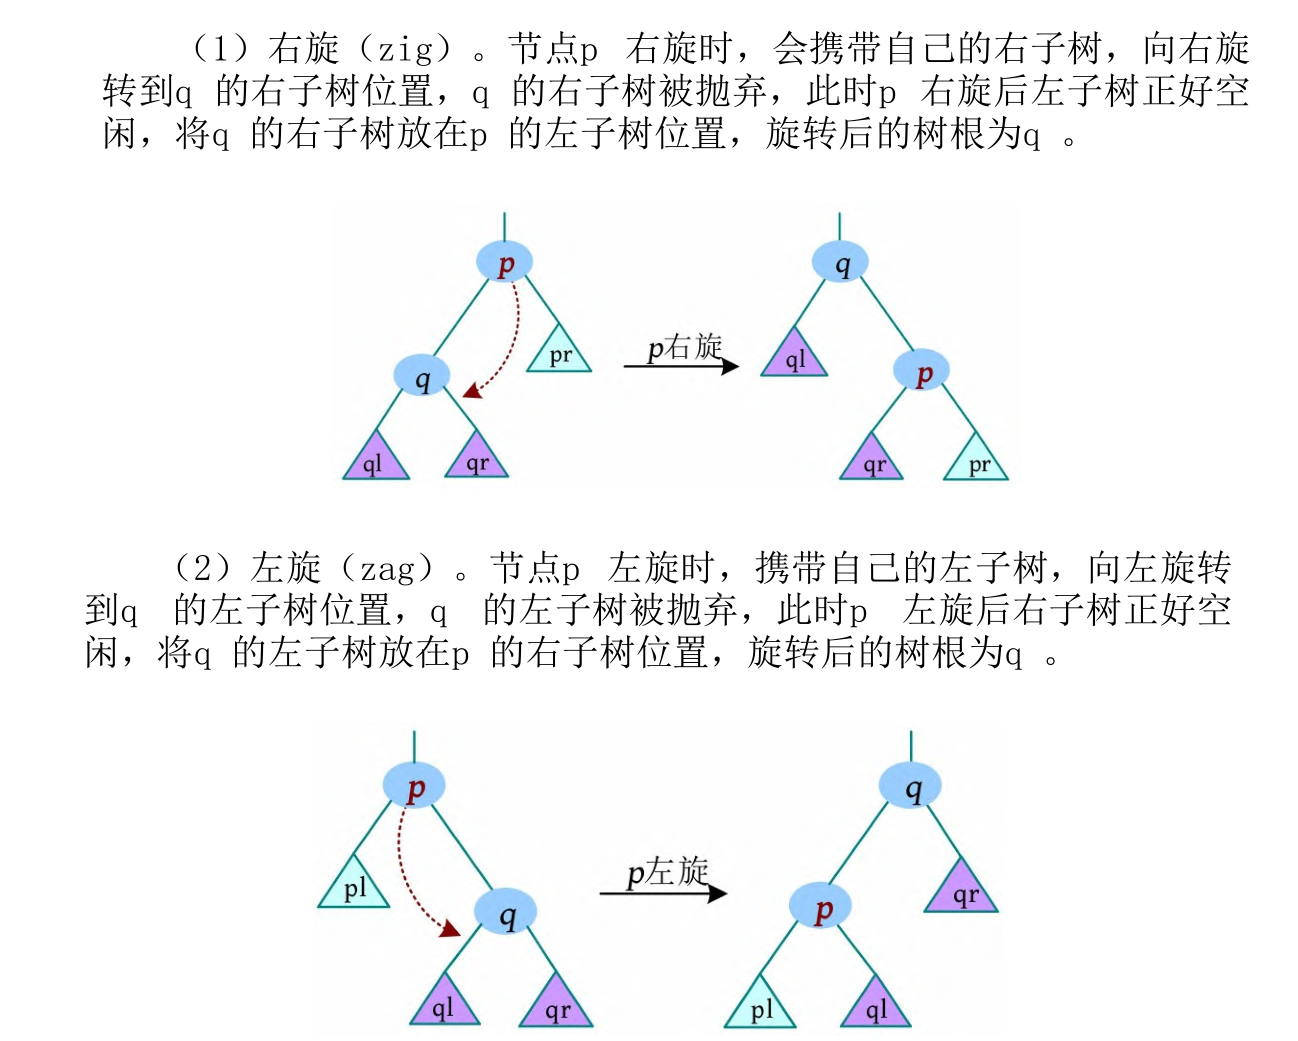 （1）右旋（zig）。节点p 右旋时，会携带自己的右子树，向右旋
转到q 的右子树位置，q 的右子树被抛弃，此时p 右旋后左子树正好空
闲，将q 的右子树放在p 的左子树位置，旋转后的树根为q 。
p
q
pr
ql
qr
p右旋
q
ql
p
qr
pr
（2）左旋（zag）。节点p 左旋时，携带自己的左子树，向左旋转
到q 的左子树位置，q 的左子树被抛弃，此时p 左旋后右子树正好空
闲，将q 的左子树放在p 的右子树位置，旋转后的树根为q 。
p
pl
q
ql
qr
p左旋
q
p
qr
pl
ql